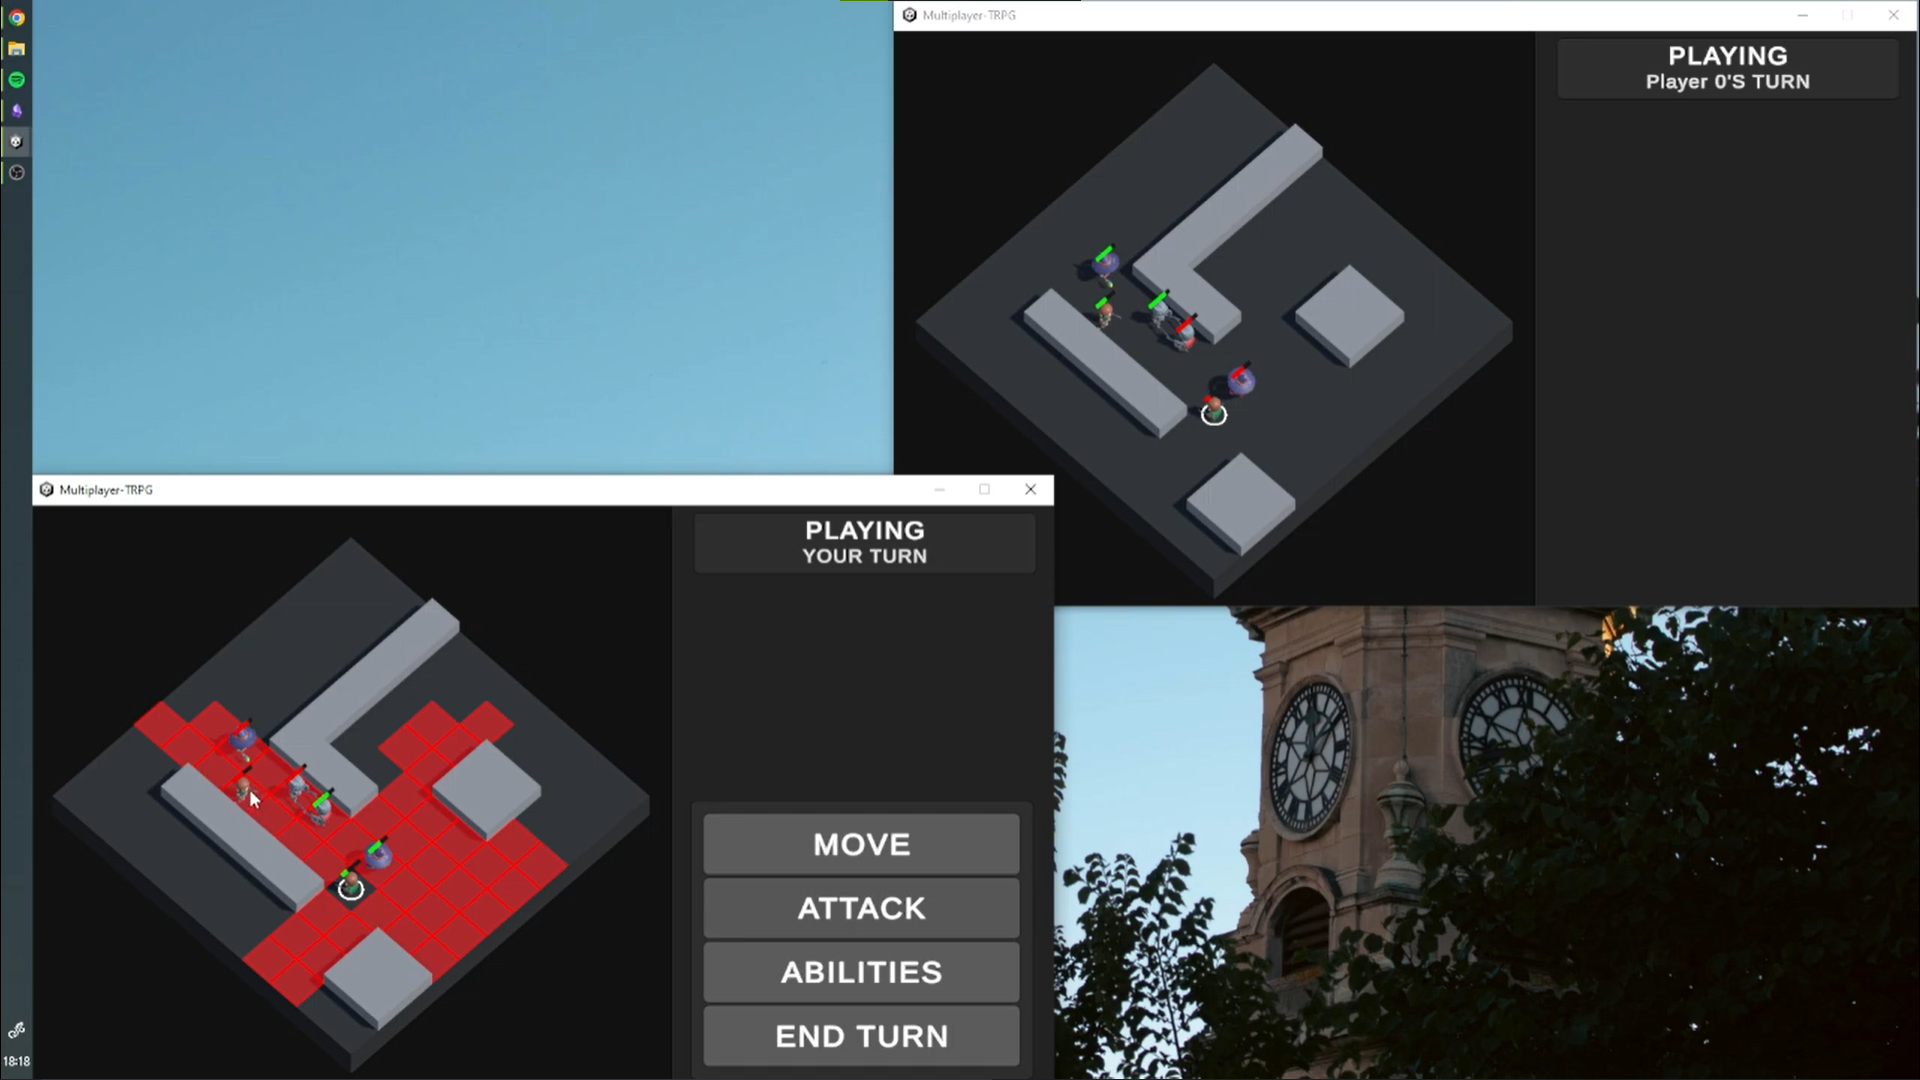 Multiplayer-TRPG
PLAYING
Player 0'S TURN
Multiplayer-TRPG
PLAYING
YOUR TURN
MOVE
ATTACK
ABILITIES
END TURN
18:18